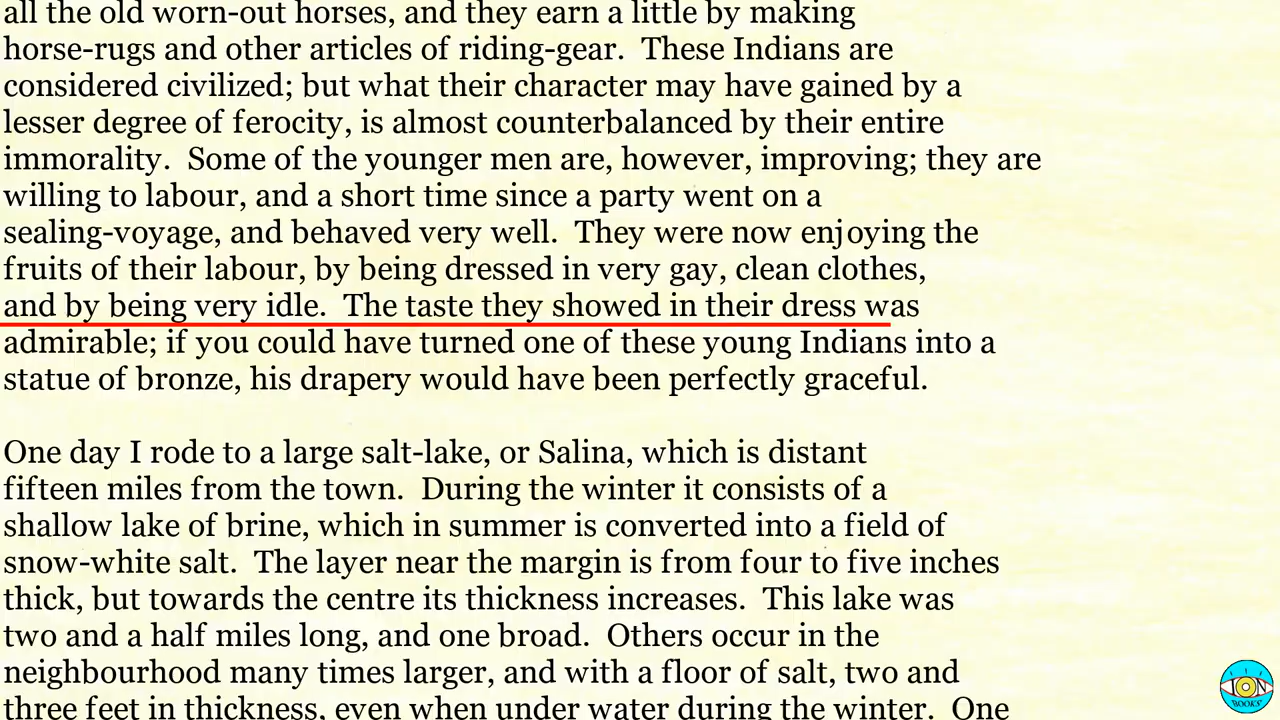 all the old worn-out horses, and they earn a little by making
horse-rugs and other articles of riding-gear.  These Indians are
considered civilized; but what their character may have gained by a
lesser degree of ferocity, is almost counterbalanced by their entire
immorality.  Some of the younger men are, however, improving; they are
willing to labour, and a short time since a party went on a
sealing-voyage, and behaved very well.  They were now enjoying the
fruits of their labour, by being dressed in very gay, clean clothes,
and by being very idle.  The taste they showed in their dress was
admirable; if you could have turned one of these young Indians into a
statue of bronze, his drapery would have been perfectly graceful.
One day I rode to a large salt-lake, or Salina, which is distant
fifteen miles from the town.  During the winter it consists of a
shallow lake of brine, which in summer is converted into a field of
snow-white salt.  The layer near the margin is from four to five inches
thick, but towards the centre its thickness increases.  This lake was
two and a half miles long, and one broad.  Others occur in the
neighbourhood many times larger, and with a floor of salt, two and
three feet in thickness, even when under water during the winter.  One
ION
BOOKS